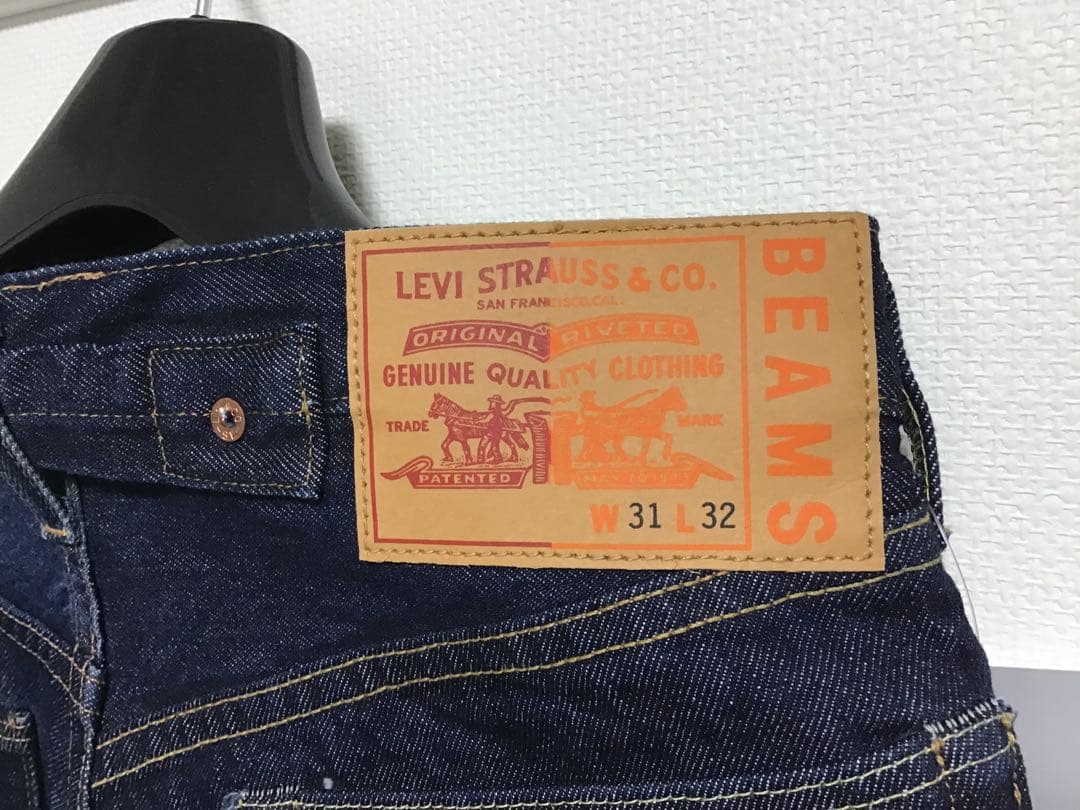 LEVI STRAUSS & CO.
SAN FRANCISCO, CAL.
ORIGINAL RIVETED
GENUINE QUALITY CLOTHING
TRADE MARK
PATENTED
W 31 L 32
BEAMS